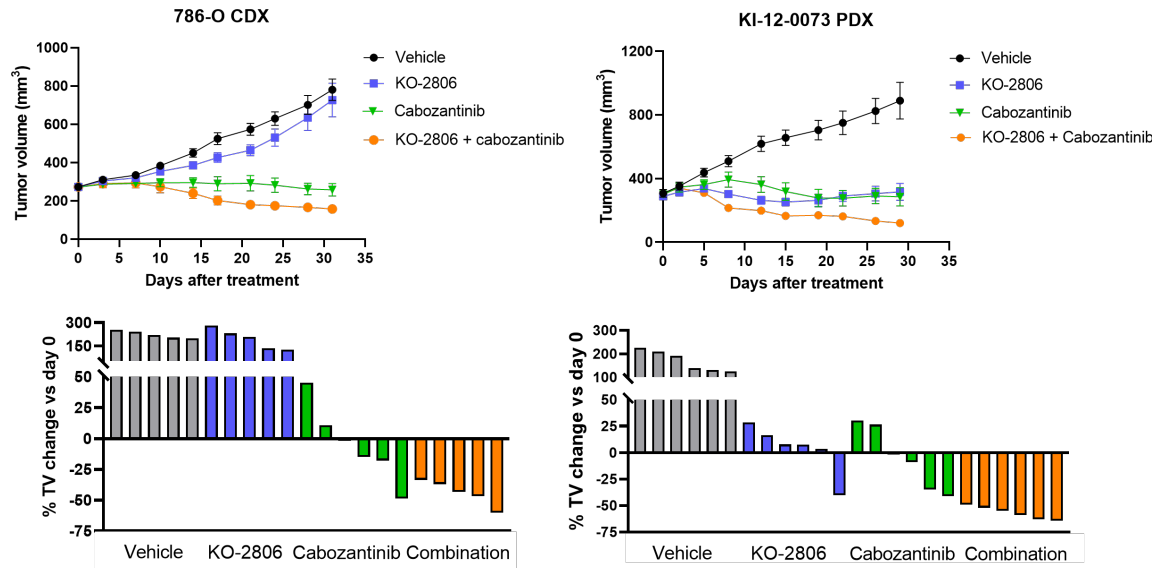 786-O CDX
Tumor volume (mm³)
1000
800
600
400
200
0
0 5 10 15 20 25 30 35
Days after treatment
Vehicle
KO-2806
Cabozantinib
KO-2806 + cabozantinib
KI-12-0073 PDX
Tumor volume (mm³)
1200
800
400
0
0 5 10 15 20 25 30 35
Days after treatment
Vehicle
KO-2806
Cabozantinib
KO-2806 + Cabozantinib
% TV change vs day 0
300
150
50
25
0
-25
-50
-75
Vehicle KO-2806 Cabozantinib Combination
% TV change vs day 0
300
200
100
50
25
0
-25
-50
-75
Vehicle KO-2806 Cabozantinib Combination